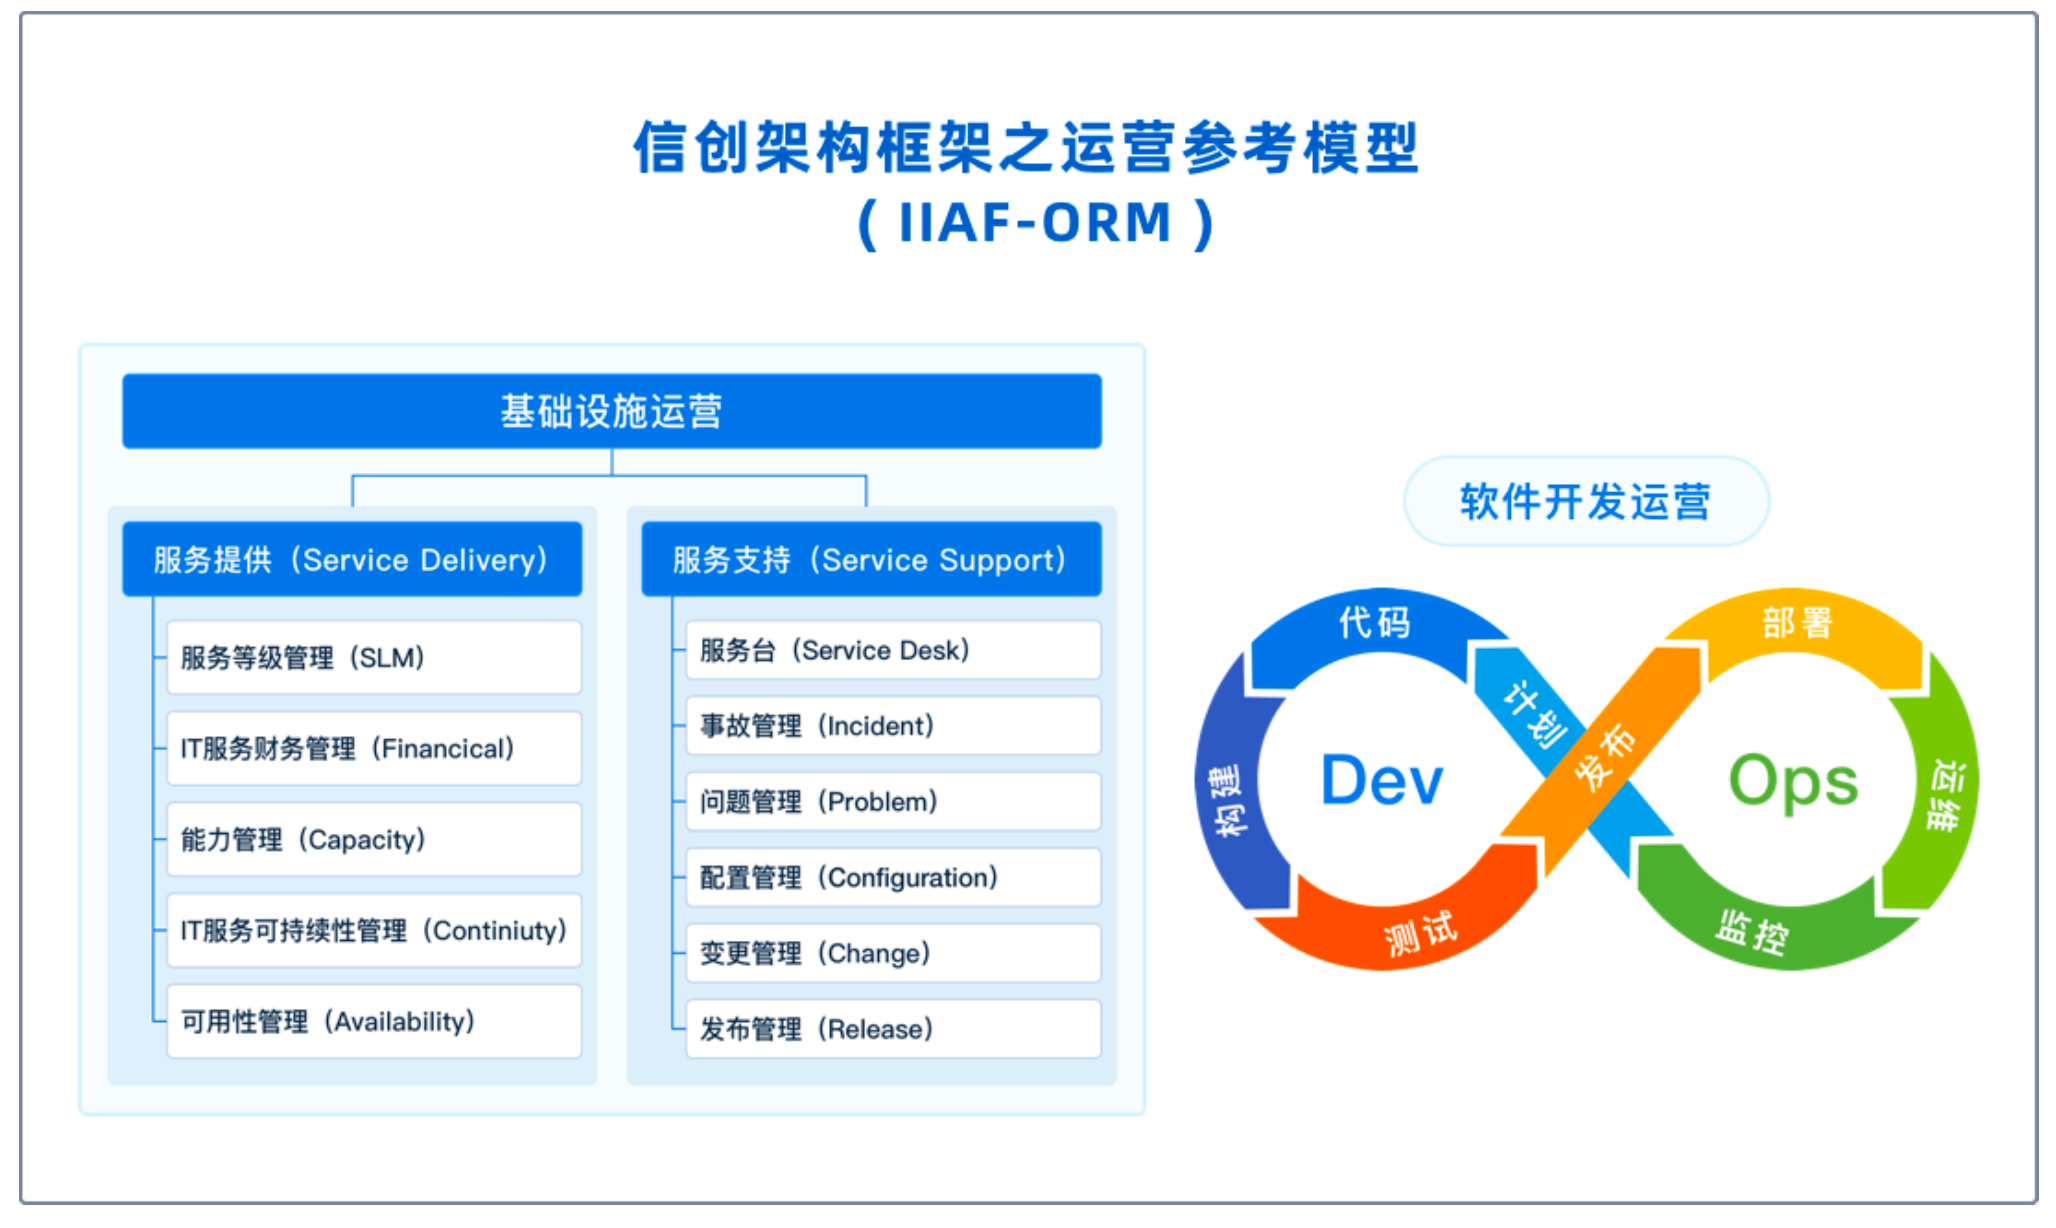 信创架构框架之运营参考模型
（IIAF-ORM）
基础设施运营
服务提供（Service Delivery）
服务等级管理（SLM）
IT服务财务管理（Financical）
能力管理（Capacity）
IT服务可持续性管理（Continiuty）
可用性管理（Availability）
服务支持（Service Support）
服务台（Service Desk）
事故管理（Incident）
问题管理（Problem）
配置管理（Configuration）
变更管理（Change）
发布管理（Release）
软件开发运营
代码
部署
计划
发布
构建
Dev
Ops
运维
测试
监控